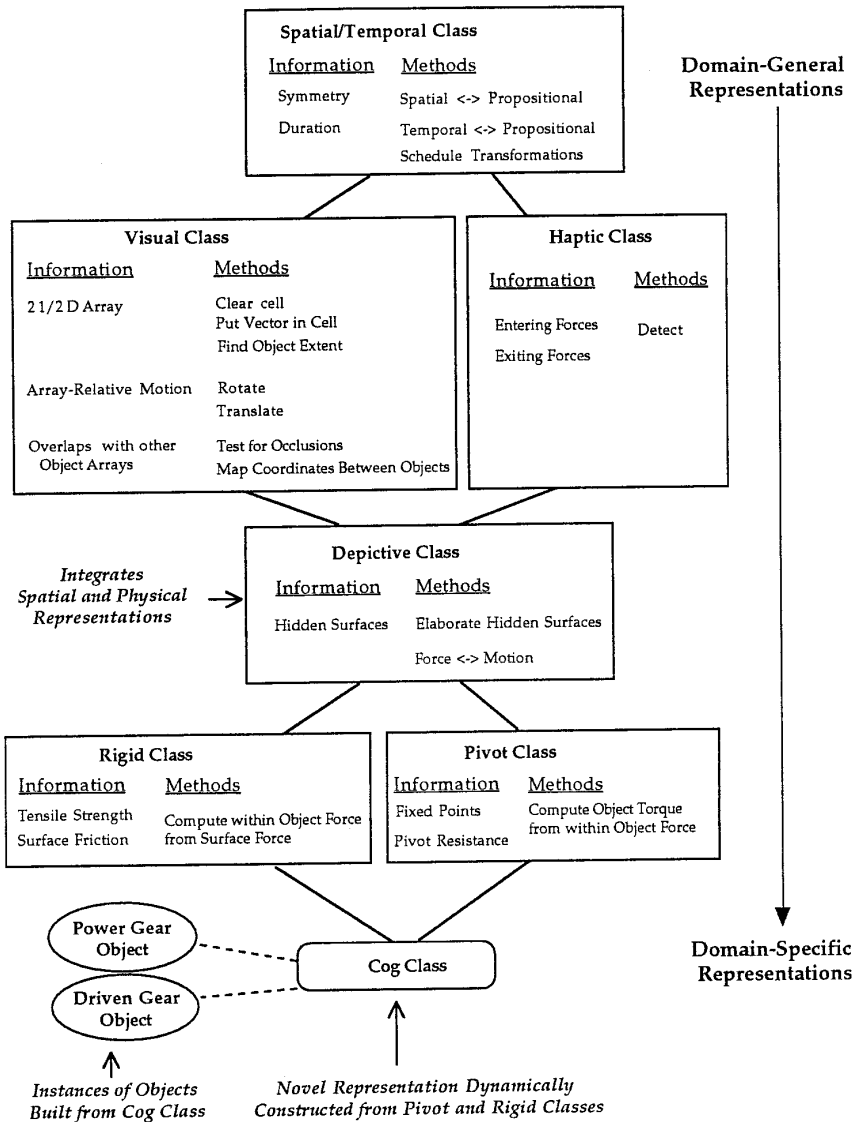 Spatial/Temporal Class
Information Methods
Symmetry Spatial <-> Propositional
Duration Temporal <-> Propositional
Schedule Transformations
Domain-General
Representations
Visual Class
Information Methods
2 1/2 D Array Clear cell
Put Vector in Cell
Find Object Extent
Array-Relative Motion Rotate
Translate
Overlaps with other Test for Occlusions
Object Arrays Map Coordinates Between Objects
Haptic Class
Information Methods
Entering Forces Detect
Exiting Forces
Integrates
Spatial and Physical
Representations
Depictive Class
Information Methods
Hidden Surfaces Elaborate Hidden Surfaces
Force <-> Motion
Rigid Class
Information Methods
Tensile Strength Compute within Object Force
Surface Friction from Surface Force
Pivot Class
Information Methods
Fixed Points Compute Object Torque
Pivot Resistance from within Object Force
Power Gear
Object
Driven Gear
Object
Cog Class
Domain-Specific
Representations
Instances of Objects
Built from Cog Class
Novel Representation Dynamically
Constructed from Pivot and Rigid Classes